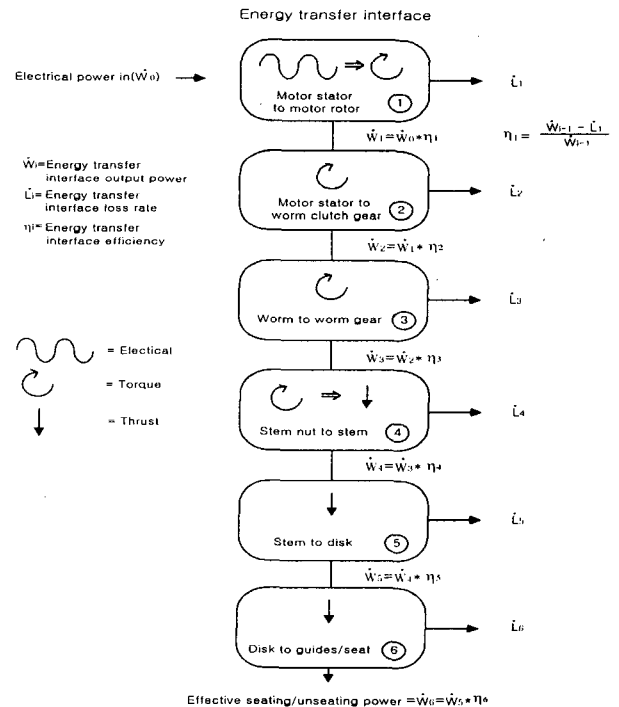 Energy transfer interface
Electrical power in(Ẇ₀)
Motor stator
to motor rotor
1
L̇₁
Ẇ₁=Ẇ₀*η₁
η₁= Ẇᵢ₋₁ - L̇₁
Ẇᵢ₋₁
Ẇᵢ=Energy transfer
interface output power
L̇ᵢ=Energy transfer
interface loss rate
ηᵢ=Energy transfer
interface efficiency
Motor stator to
worm clutch gear
2
L̇₂
Ẇ₂=Ẇ₁* η₂
Worm to worm gear
3
L̇₃
Ẇ₃=Ẇ₂* η₃
= Electical
= Torque
= Thrust
Stem nut to stem
4
L̇₄
Ẇ₄=Ẇ₃* η₄
Stem to disk
5
L̇₅
Ẇ₅=Ẇ₄* η₅
Disk to guides/seat
6
L̇₆
Effective seating/unseating power =Ẇ₆=Ẇ₅* η₆